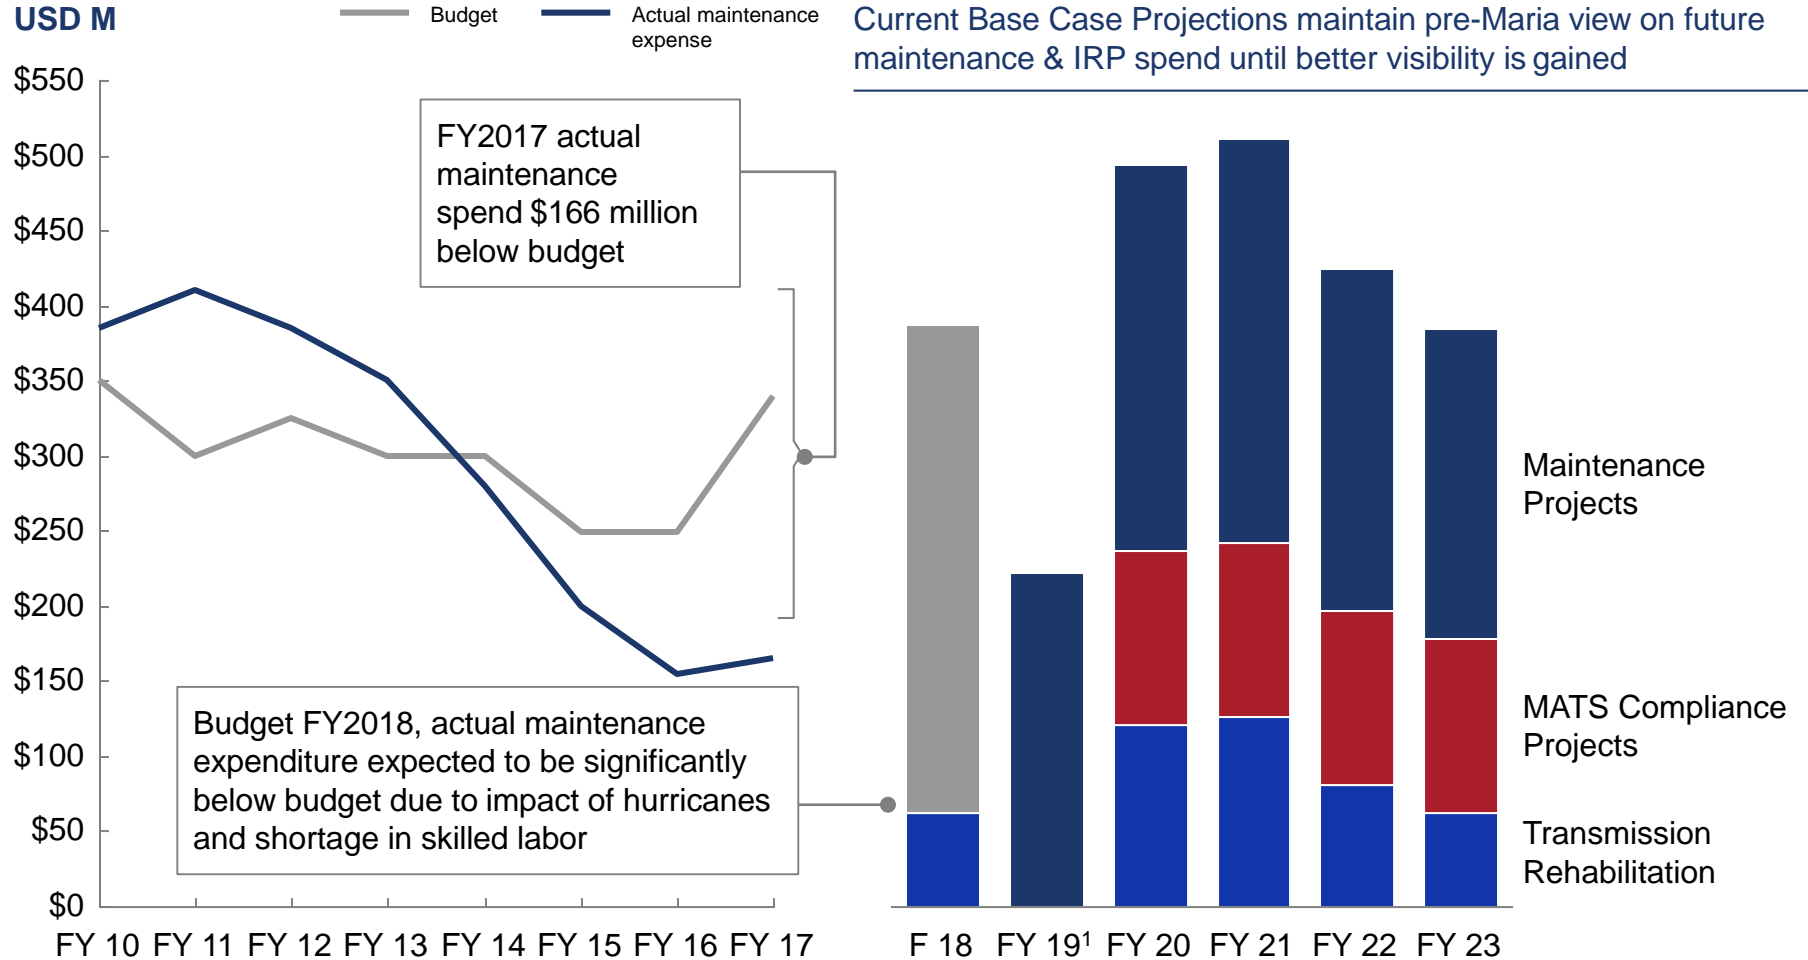 USD M
Budget
Actual maintenance
expense
Current Base Case Projections maintain pre-Maria view on future
maintenance & IRP spend until better visibility is gained
$550
$500
$450
$400
$350
$300
$250
$200
$150
$100
$50
$0
FY2017 actual
maintenance
spend $166 million
below budget
Budget FY2018, actual maintenance
expenditure expected to be significantly
below budget due to impact of hurricanes
and shortage in skilled labor
Maintenance
Projects
MATS Compliance
Projects
Transmission
Rehabilitation
FY 10 FY 11 FY 12 FY 13 FY 14 FY 15 FY 16 FY 17
F 18 FY 19¹ FY 20 FY 21 FY 22 FY 23